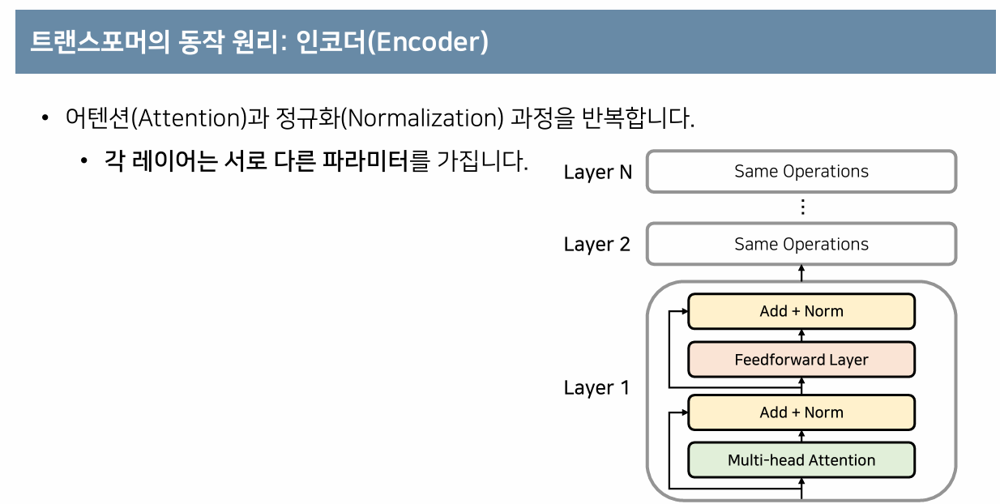 트랜스포머의 동작 원리: 인코더(Encoder)
• 어텐션(Attention)과 정규화(Normalization) 과정을 반복합니다.
• 각 레이어는 서로 다른 파라미터를 가집니다.
Layer N
Same Operations
⋮
Layer 2
Same Operations
Layer 1
Add + Norm
Feedforward Layer
Add + Norm
Multi-head Attention